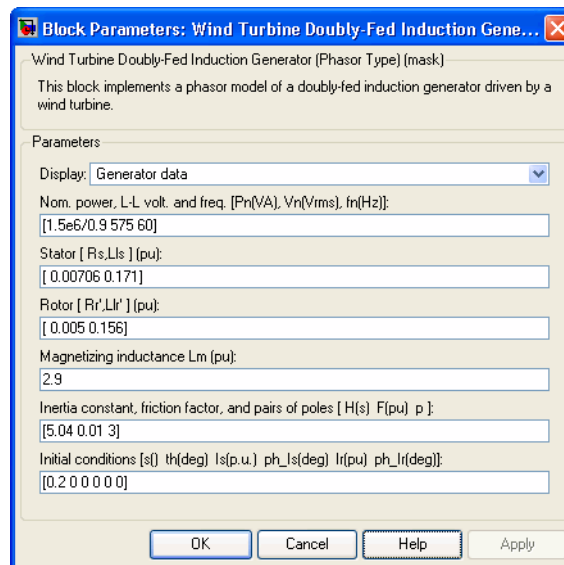 Block Parameters: Wind Turbine Doubly-Fed Induction Gene...
Wind Turbine Doubly-Fed Induction Generator (Phasor Type) (mask)
This block implements a phasor model of a doubly-fed induction generator driven by a
wind turbine.
Parameters
Display: Generator data
Nom. power, L-L volt. and freq. [Pn(VA), Vn(Vrms), fn(Hz)]:
[1.5e6/0.9 575 60]
Stator [ Rs,Lls ] (pu):
[ 0.00706 0.171]
Rotor [ Rr',Llr' ] (pu):
[ 0.005 0.156]
Magnetizing inductance Lm (pu):
2.9
Inertia constant, friction factor, and pairs of poles [ H(s) F(pu) p ]:
[5.04 0.01 3]
Initial conditions [s() th(deg) Is(p.u.) ph_Is(deg) Ir(pu) ph_Ir(deg)]:
[0.2 0 0 0 0 0]
OK Cancel Help Apply